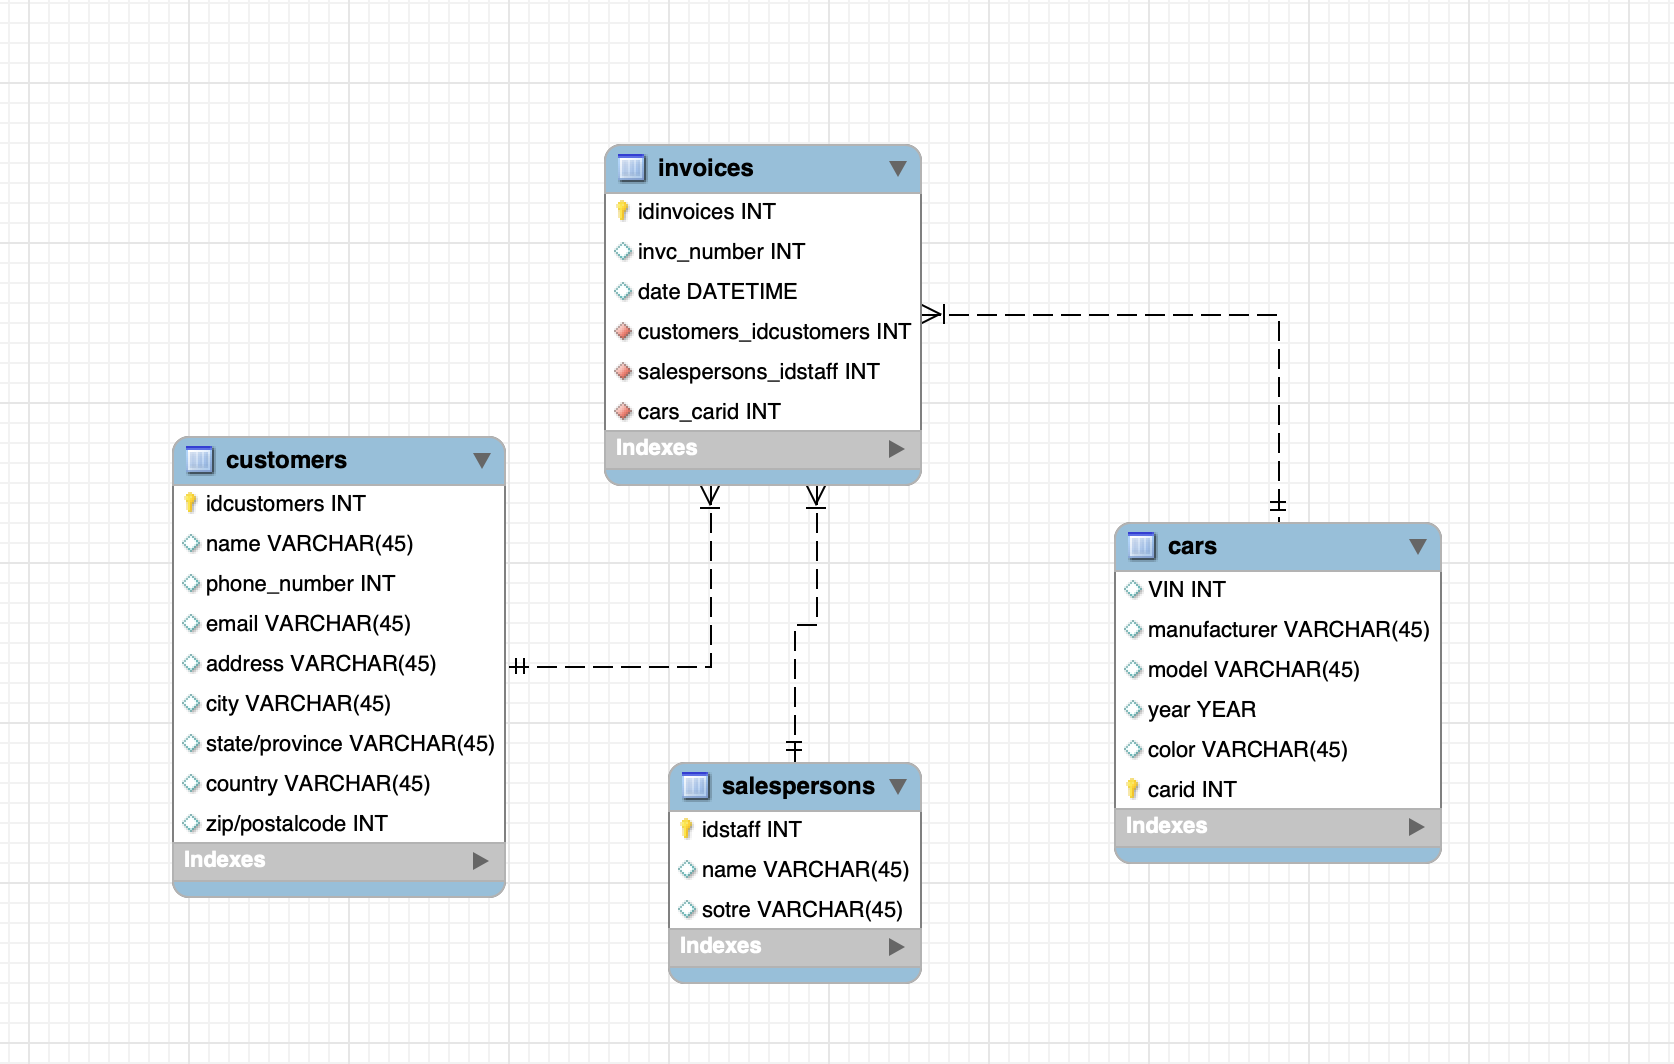 invoices
idinvoices INT
invc_number INT
date DATETIME
customers_idcustomers INT
salespersons_idstaff INT
cars_carid INT
Indexes
customers
idcustomers INT
name VARCHAR(45)
phone_number INT
email VARCHAR(45)
address VARCHAR(45)
city VARCHAR(45)
state/province VARCHAR(45)
country VARCHAR(45)
zip/postalcode INT
Indexes
salespersons
idstaff INT
name VARCHAR(45)
sotre VARCHAR(45)
Indexes
cars
VIN INT
manufacturer VARCHAR(45)
model VARCHAR(45)
year YEAR
color VARCHAR(45)
carid INT
Indexes